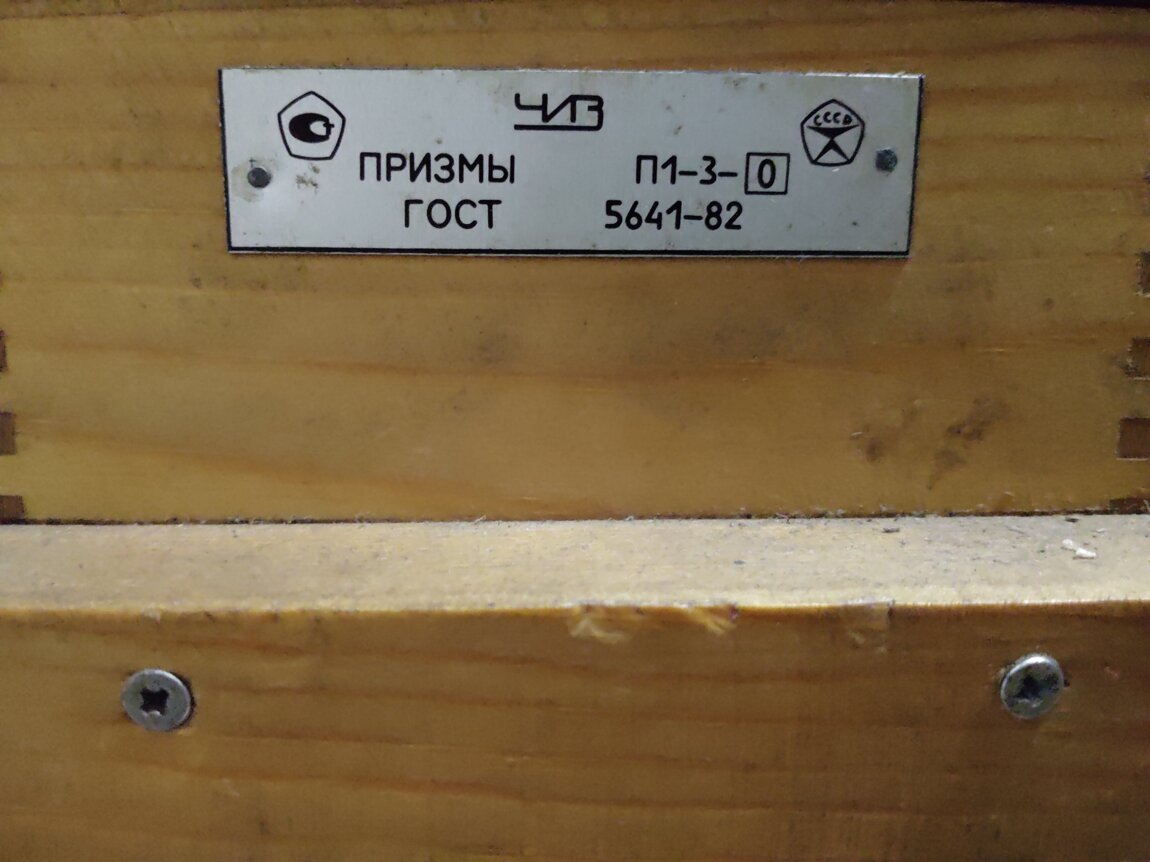 ЧИЗ
СССР
ПРИЗМЫ П1-3-0
ГОСТ 5641-82